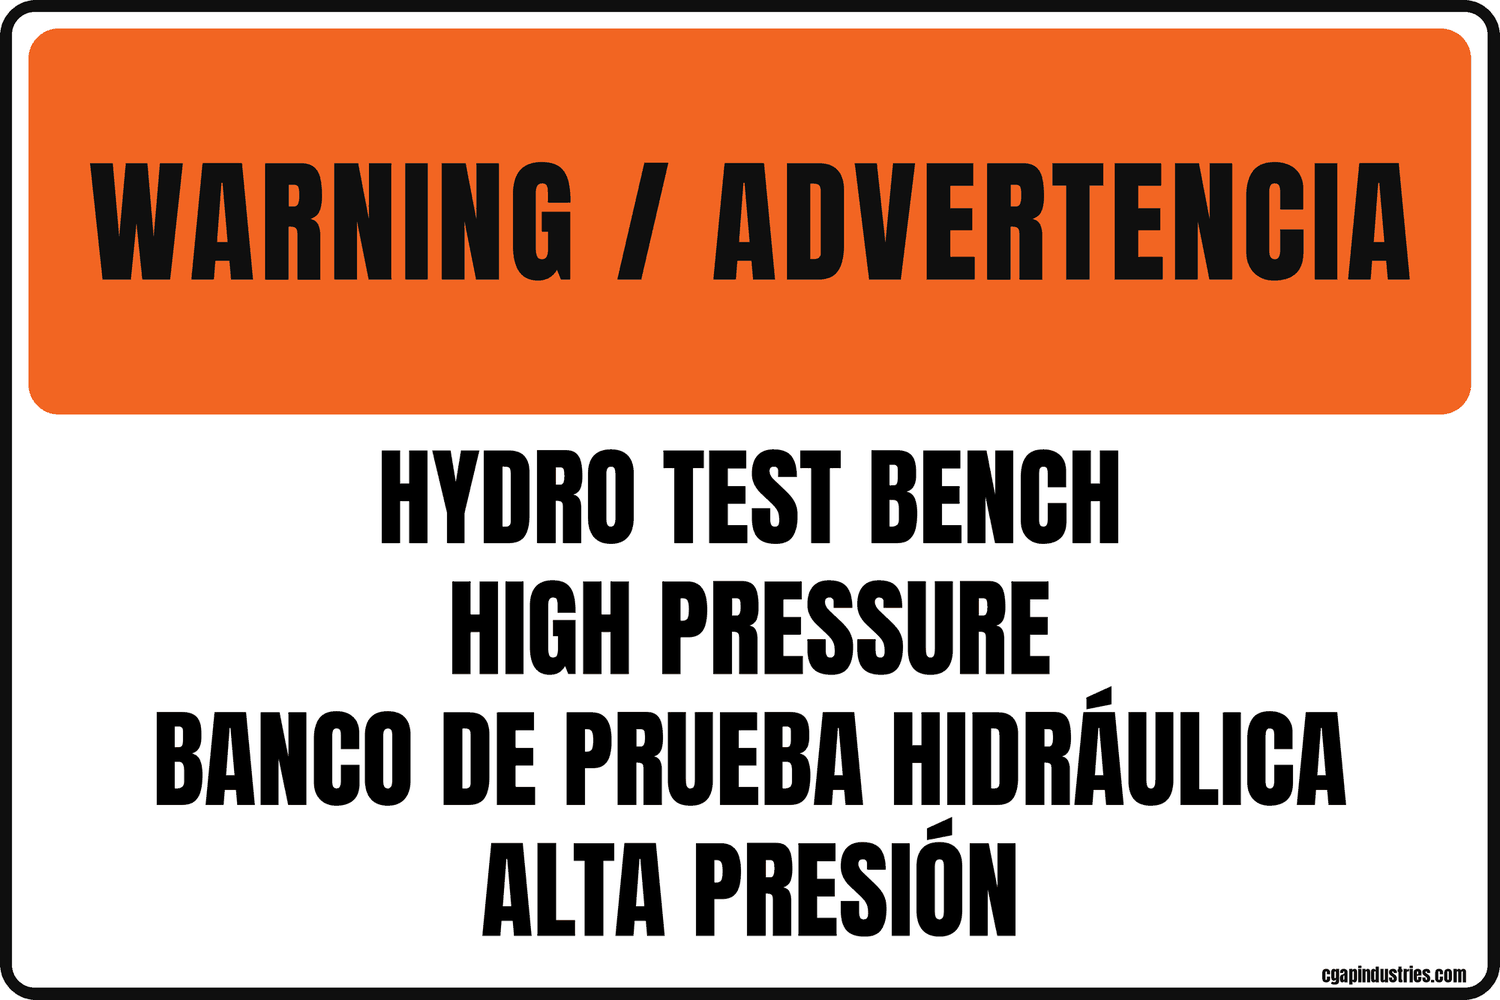 WARNING / ADVERTENCIA
HYDRO TEST BENCH
HIGH PRESSURE
BANCO DE PRUEBA HIDRÁULICA
ALTA PRESIÓN
cgapindustries.com